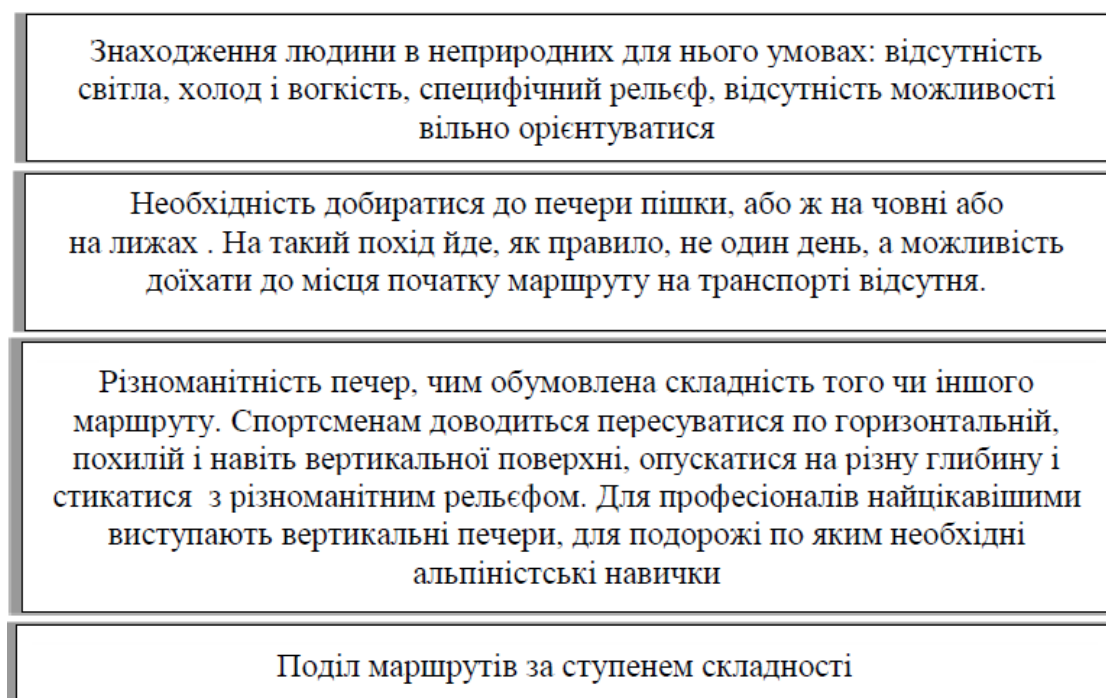 Знаходження людини в неприродних для нього умовах: відсутність
світла, холод і вогкість, специфічний рельєф, відсутність можливості
вільно орієнтуватися
Необхідність добиратися до печери пішки, або ж на човні або
на лижах . На такий похід йде, як правило, не один день, а можливість
доїхати до місця початку маршруту на транспорті відсутня.
Різноманітність печер, чим обумовлена складність того чи іншого
маршруту. Спортсменам доводиться пересуватися по горизонтальній,
похилій і навіть вертикальної поверхні, опускатися на різну глибину і
стикатися з різноманітним рельєфом. Для професіоналів найцікавішими
виступають вертикальні печери, для подорожі по яким необхідні
альпіністські навички
Поділ маршрутів за ступенем складності